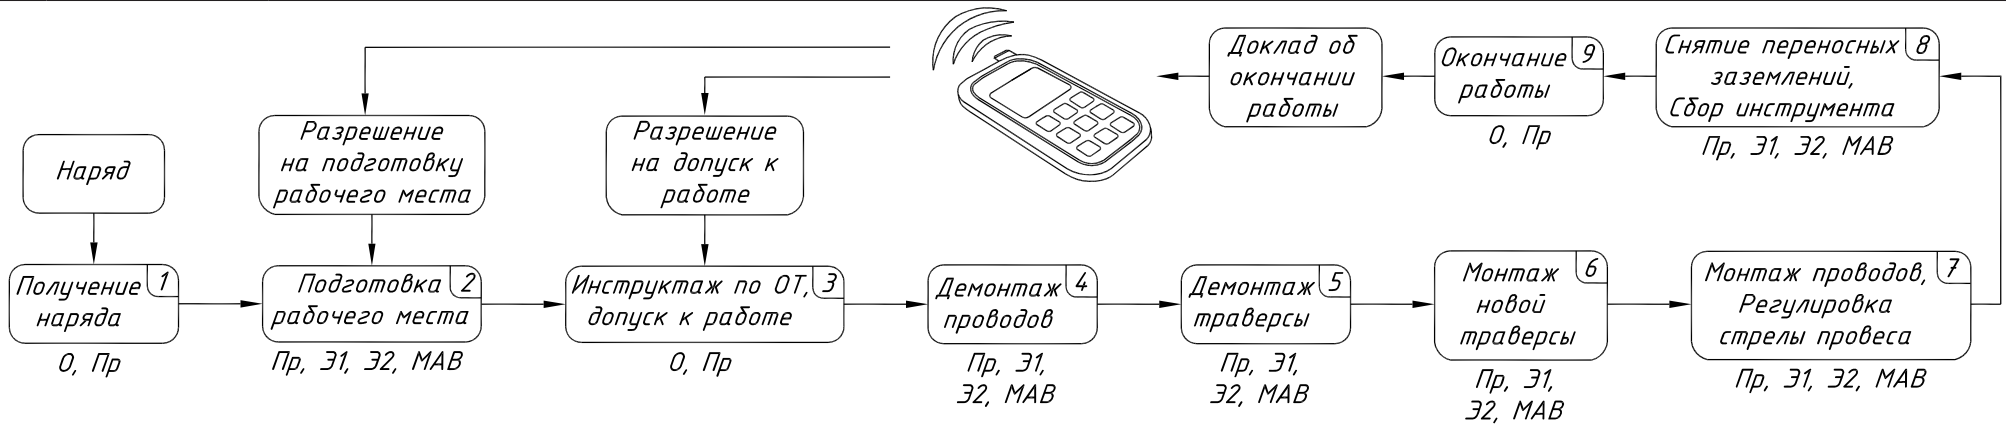 Наряд
Получение 1
наряда
О, Пр
Разрешение
на подготовку
рабочего места
Подготовка 2
рабочего места
Пр, Э1, Э2, МАВ
Разрешение
на допуск к
работе
Инструктаж по ОТ, 3
допуск к работе
О, Пр
Демонтаж 4
проводов
Пр, Э1,
Э2, МАВ
Демонтаж 5
траверсы
Пр, Э1,
Э2, МАВ
Монтаж 6
новой
траверсы
Пр, Э1,
Э2, МАВ
Монтаж проводов, 7
Регулировка
стрелы провеса
Пр, Э1, Э2, МАВ
Снятие переносных 8
заземлений,
Сбор инструмента
Пр, Э1, Э2, МАВ
Окончание 9
работы
О, Пр
Доклад об
окончании
работы